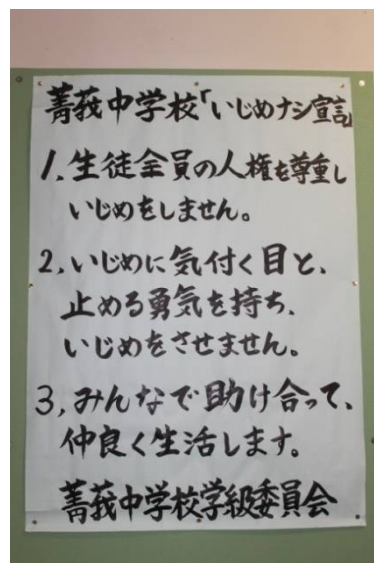 菁莪中学校「いじめナシ宣言」
1.生徒全員の人権を尊重し
いじめをしません。
2,いじめに気付く目と、
止める勇気を持ち、
いじめをさせません。
3,みんなで助け合って、
仲良く生活します。
菁莪中学校学級委員会